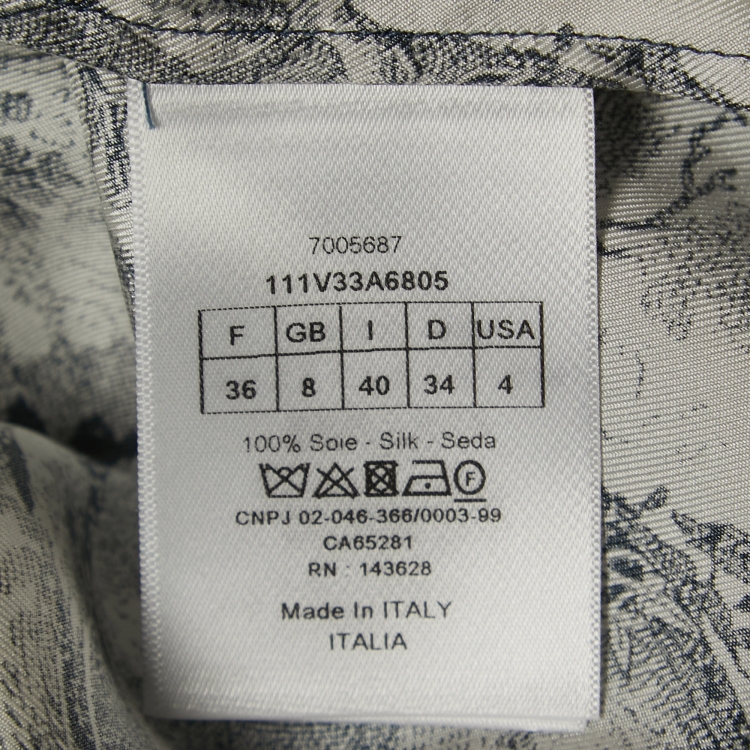 7005687
111V33A6805
F GB I D USA
36 8 40 34 4
100% Soie - Silk - Seda
F
CNPJ 02-046-366/0003-99
CA65281
RN : 143628
Made In ITALY
ITALIA